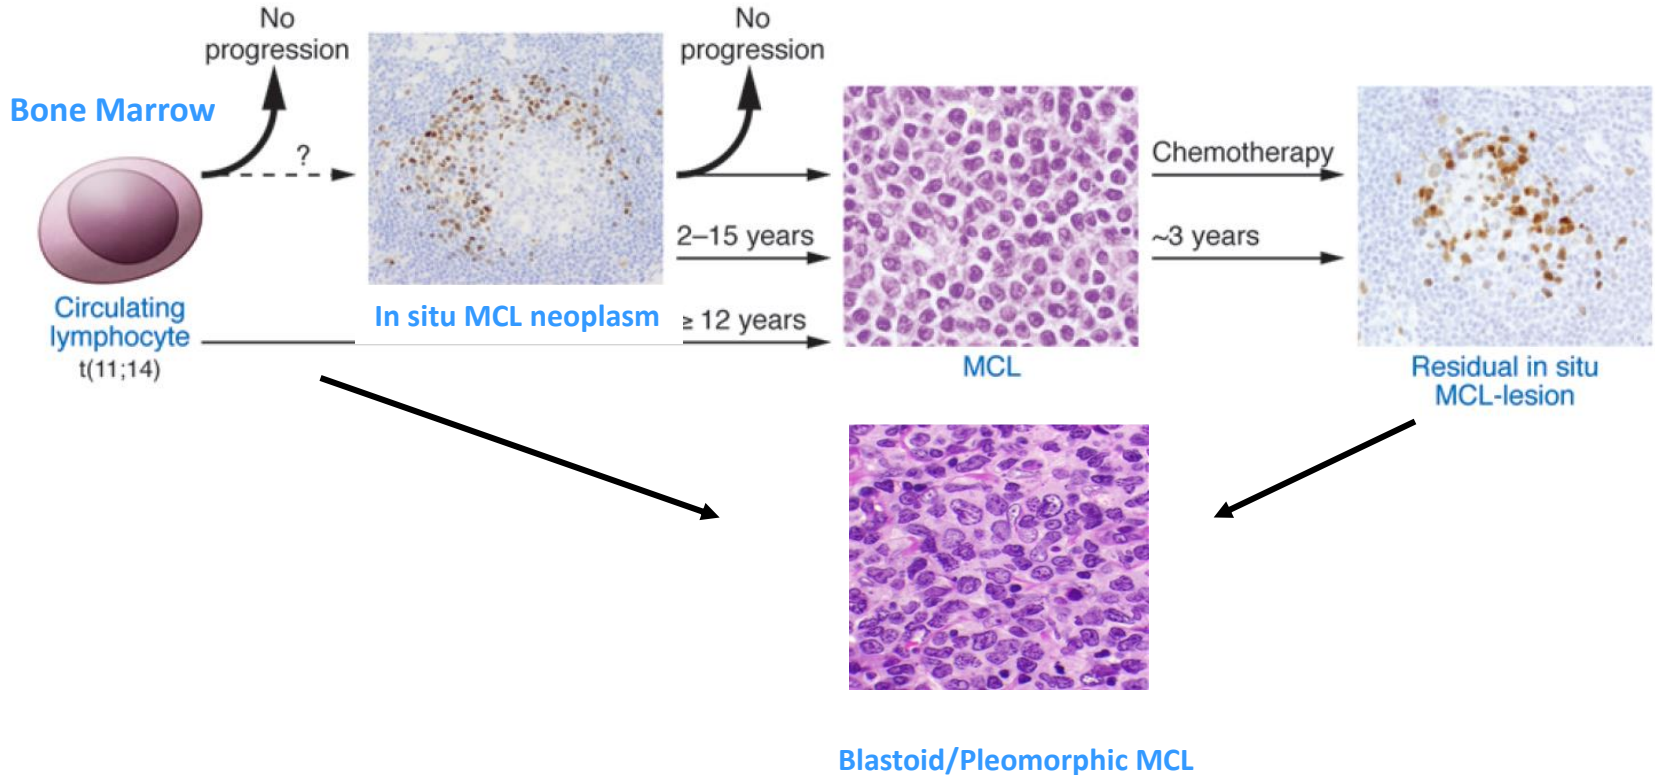 No
progression
No
progression
Bone Marrow
?
Chemotherapy
2–15 years
~3 years
Circulating
lymphocyte
t(11;14)
In situ MCL neoplasm
≥ 12 years
MCL
Residual in situ
MCL-lesion
Blastoid/Pleomorphic MCL